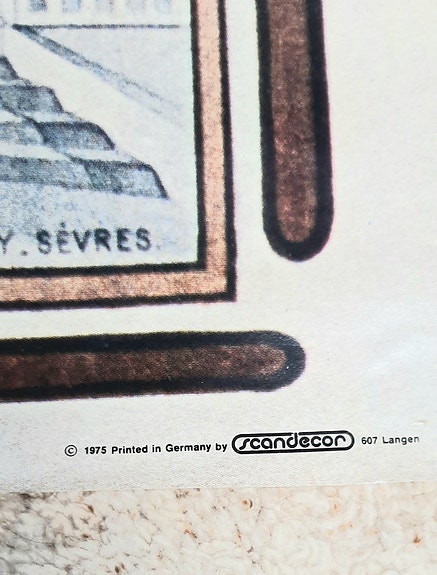 Y. SÈVRES.
© 1975 Printed in Germany by scandecor 607 Langen